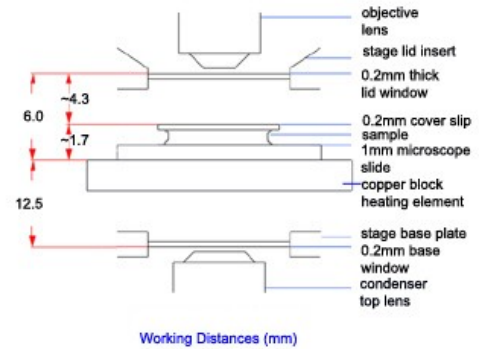 objective
lens
stage lid insert
0.2mm thick
lid window
~4.3
6.0
0.2mm cover slip
sample
~1.7
1mm microscope
slide
copper block
heating element
12.5
stage base plate
0.2mm base
window
condenser
top lens
Working Distances (mm)